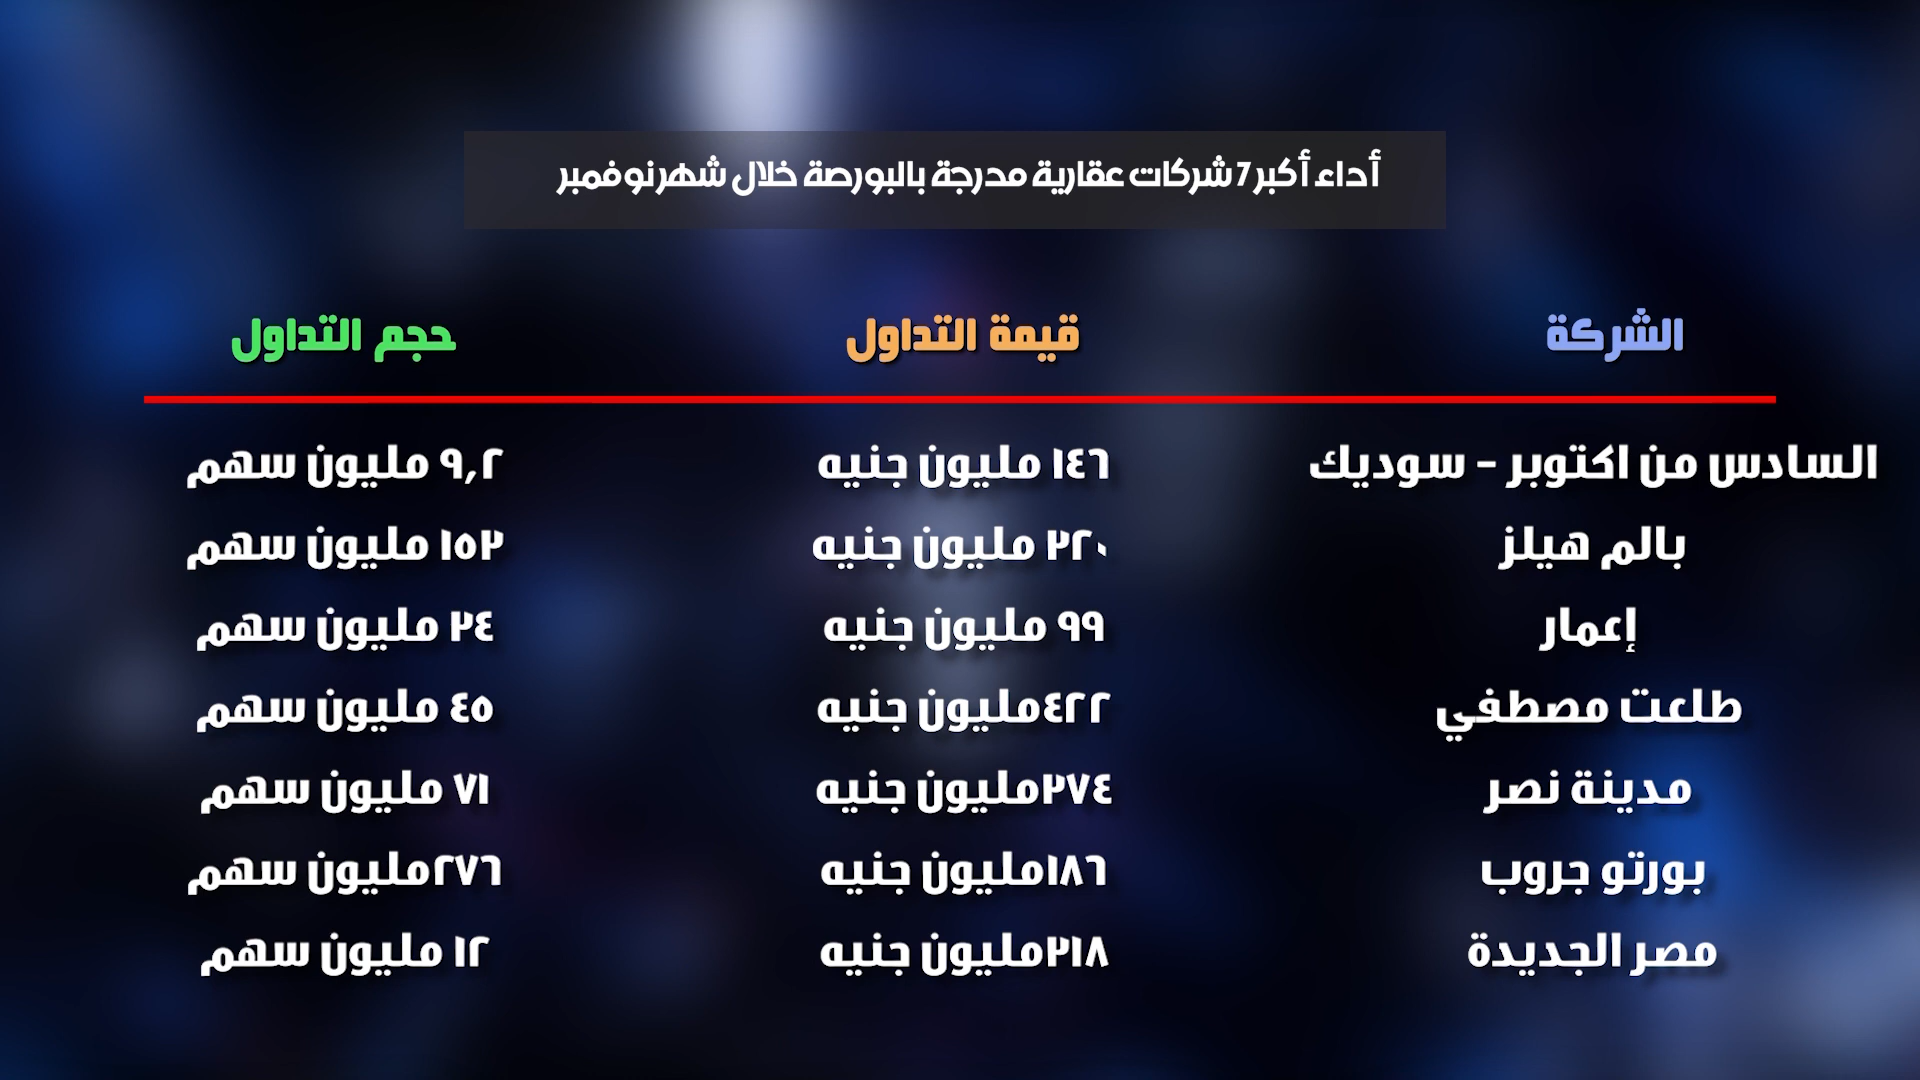 أداء أكبر 7 شركات عقارية مدرجة بالبورصة خلال شهر نوفمبر
الشركة قيمة التداول حجم التداول
السادس من اكتوبر - سوديك ١٤٦ مليون جنيه ٩,٢ مليون سهم
بالم هيلز ٢٢٠ مليون جنيه ١٥٢ مليون سهم
إعمار ٩٩ مليون جنيه ٢٤ مليون سهم
طلعت مصطفي ٤٢٢مليون جنيه ٤٥ مليون سهم
مدينة نصر ٢٧٤مليون جنيه ٧١ مليون سهم
بورتو جروب ١٨٦مليون جنيه ٢٧٦مليون سهم
مصر الجديدة ٢١٨مليون جنيه ١٢ مليون سهم